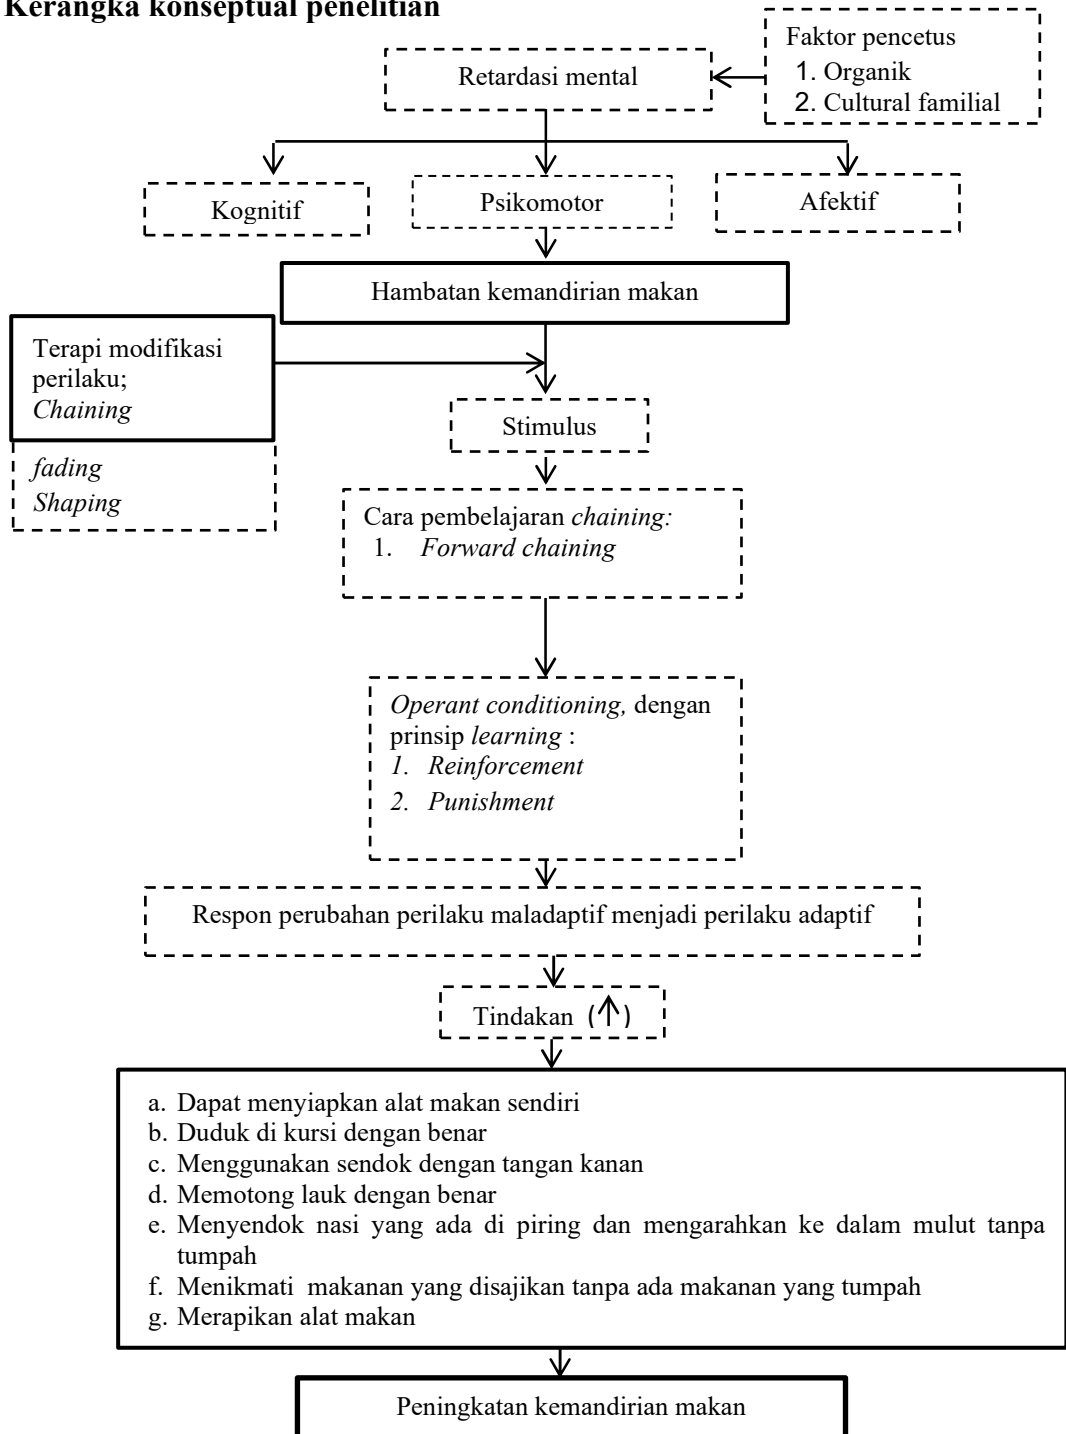 Kerangka konseptual penelitian
Faktor pencetus
1. Organik
2. Cultural familial
Retardasi mental
Kognitif
Psikomotor
Afektif
Hambatan kemandirian makan
Terapi modifikasi
perilaku;
Chaining
fading
Shaping
Stimulus
Cara pembelajaran chaining:
1. Forward chaining
Operant conditioning, dengan
prinsip learning :
1. Reinforcement
2. Punishment
Respon perubahan perilaku maladaptif menjadi perilaku adaptif
Tindakan (↑)
a. Dapat menyiapkan alat makan sendiri
b. Duduk di kursi dengan benar
c. Menggunakan sendok dengan tangan kanan
d. Memotong lauk dengan benar
e. Menyendok nasi yang ada di piring dan mengarahkan ke dalam mulut tanpa
tumpah
f. Menikmati makanan yang disajikan tanpa ada makanan yang tumpah
g. Merapikan alat makan
Peningkatan kemandirian makan